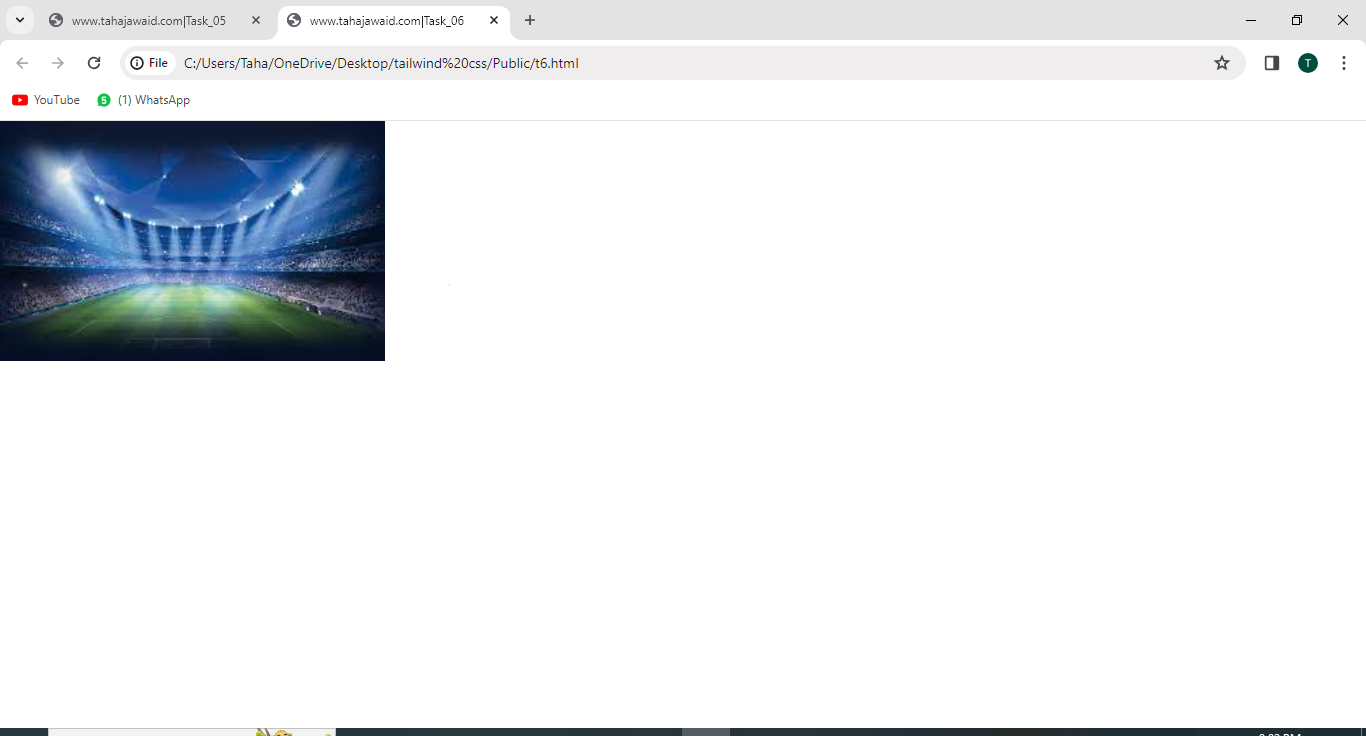 www.tahajawaid.com|Task_05
www.tahajawaid.com|Task_06
File C:/Users/Taha/OneDrive/Desktop/tailwind%20css/Public/t6.html
T
YouTube 5 (1) WhatsApp